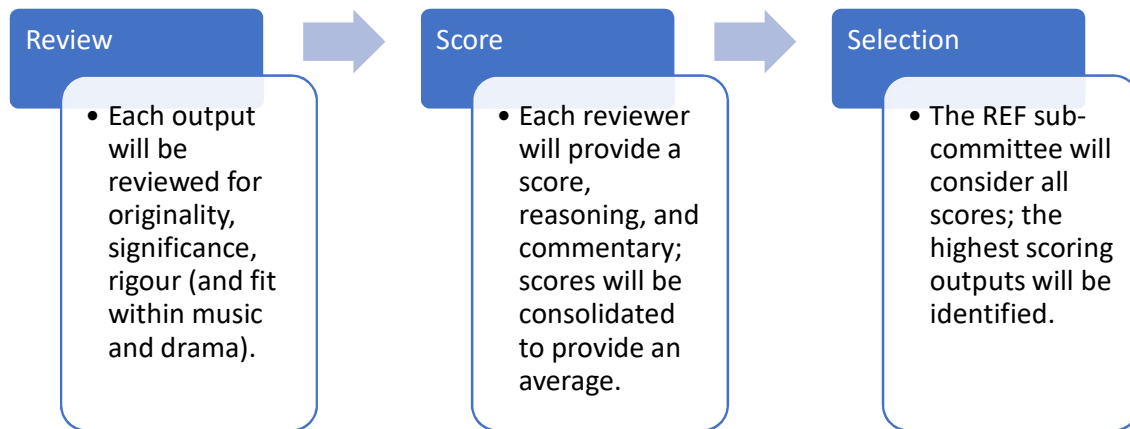 Review
• Each output
will be
reviewed for
originality,
significance,
rigour (and fit
within music
and drama).
Score
• Each reviewer
will provide a
score,
reasoning, and
commentary;
scores will be
consolidated
to provide an
average.
Selection
• The REF sub-
committee will
consider all
scores; the
highest scoring
outputs will be
identified.